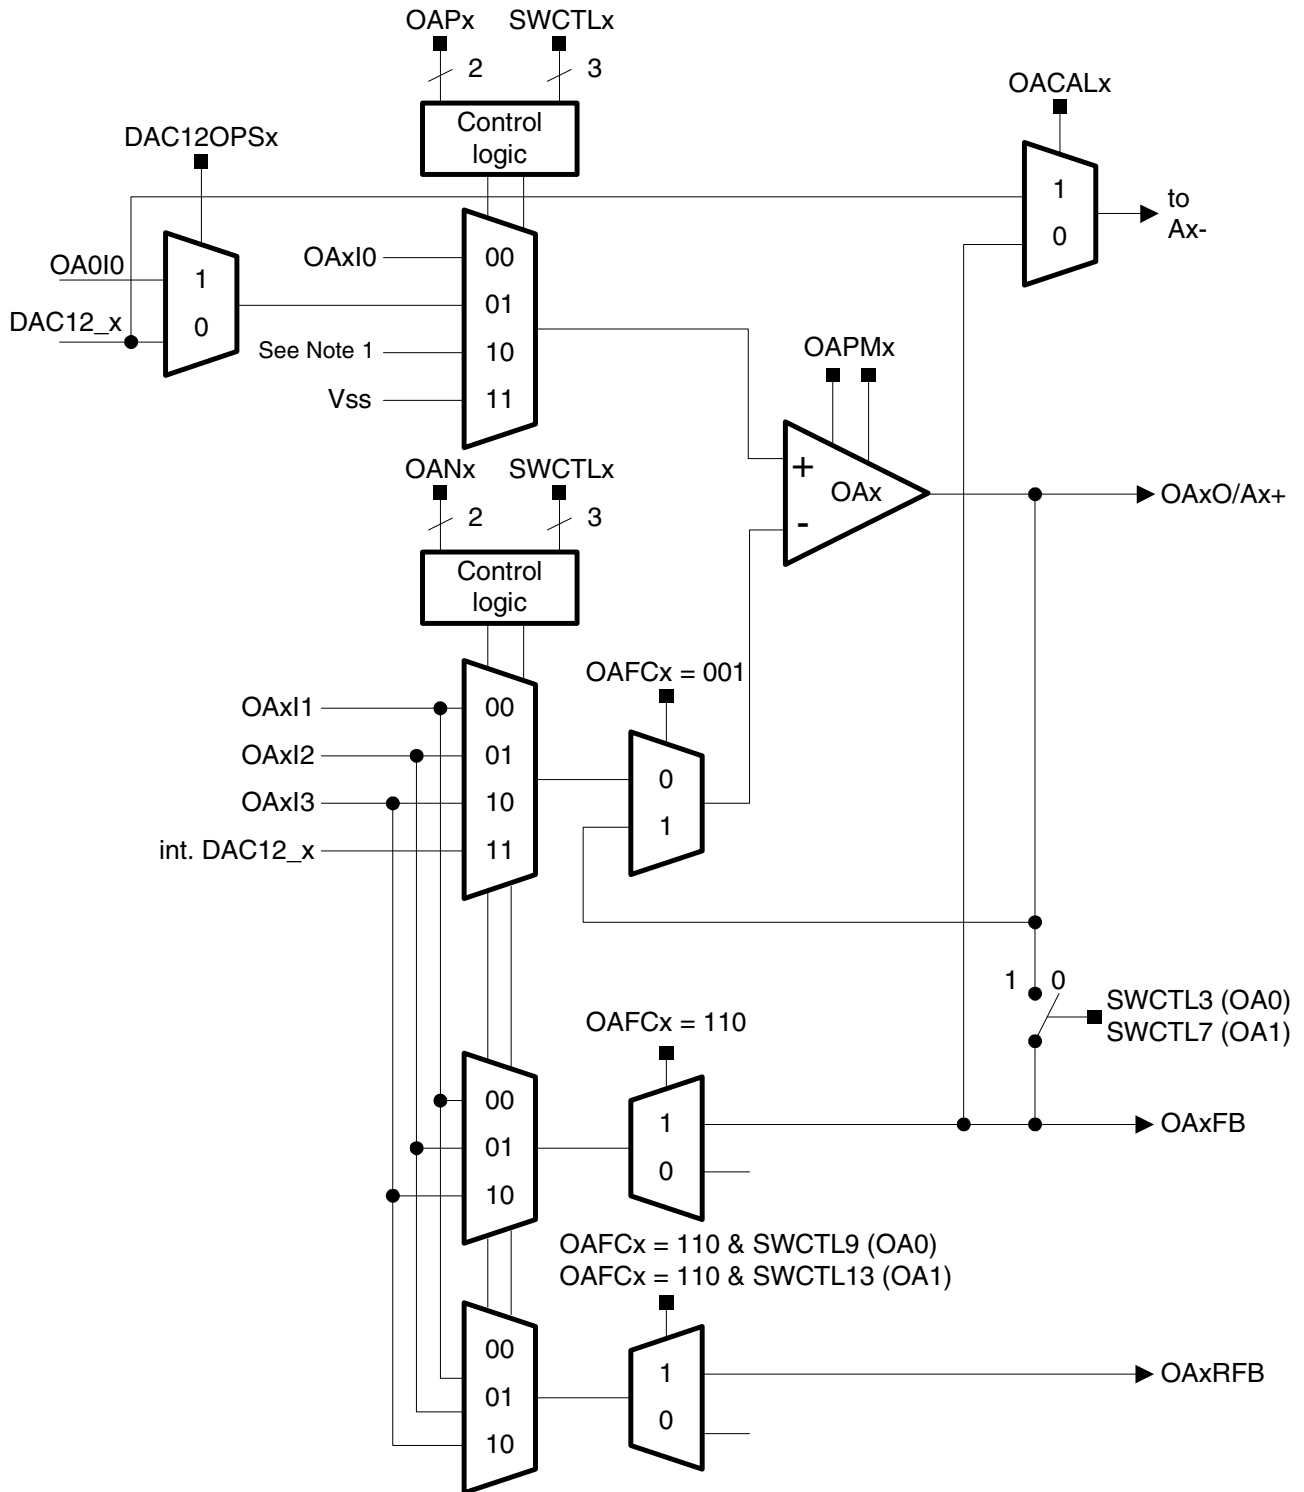 OAPx SWCTLx
2 3
Control
logic
OACALx
DAC12OPSx
1
0
to
Ax-
OA0I0
DAC12_x
1
0
OAxI0
See Note 1
Vss
00
01
10
11
OAPMx
+
-
OAx
OAxO/Ax+
OANx SWCTLx
2 3
Control
logic
OAFCx = 001
OAxI1
OAxI2
OAxI3
int. DAC12_x
00
01
10
11
0
1
1 0
SWCTL3 (OA0)
SWCTL7 (OA1)
OAFCx = 110
00
01
10
1
0
OAxFB
OAFCx = 110 & SWCTL9 (OA0)
OAFCx = 110 & SWCTL13 (OA1)
00
01
10
1
0
OAxRFB